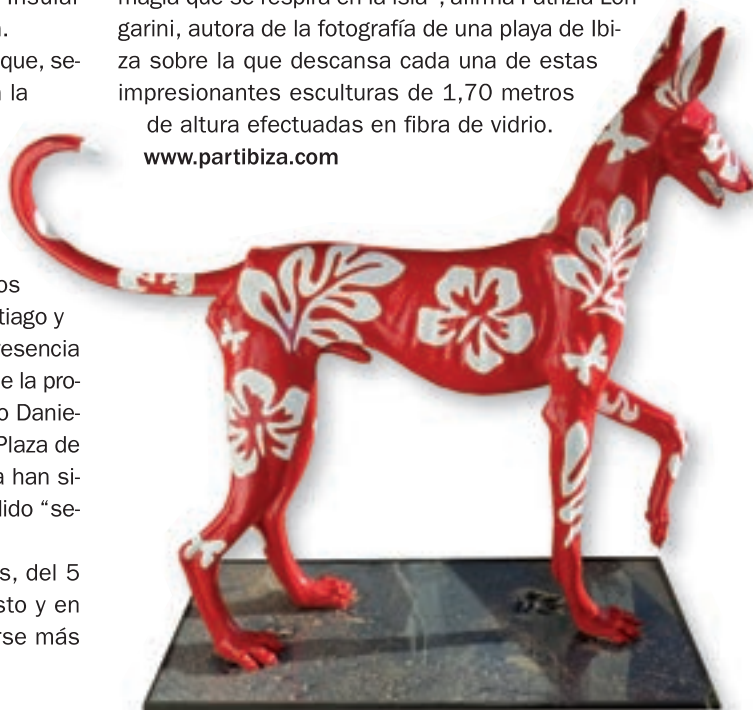 insular
que, se-
la
os
tiago y
resencia
e la pro-
o Danie-
Plaza de
a han si-
dido “se-
s, del 5
sto y en
rse más
magia que se respira en la isla”, afirma Patrizia Lon-
garini, autora de la fotografía de una playa de Ibi-
za sobre la que descansa cada una de estas
impresionantes esculturas de 1,70 metros
de altura efectuadas en fibra de vidrio.
www.partibiza.com